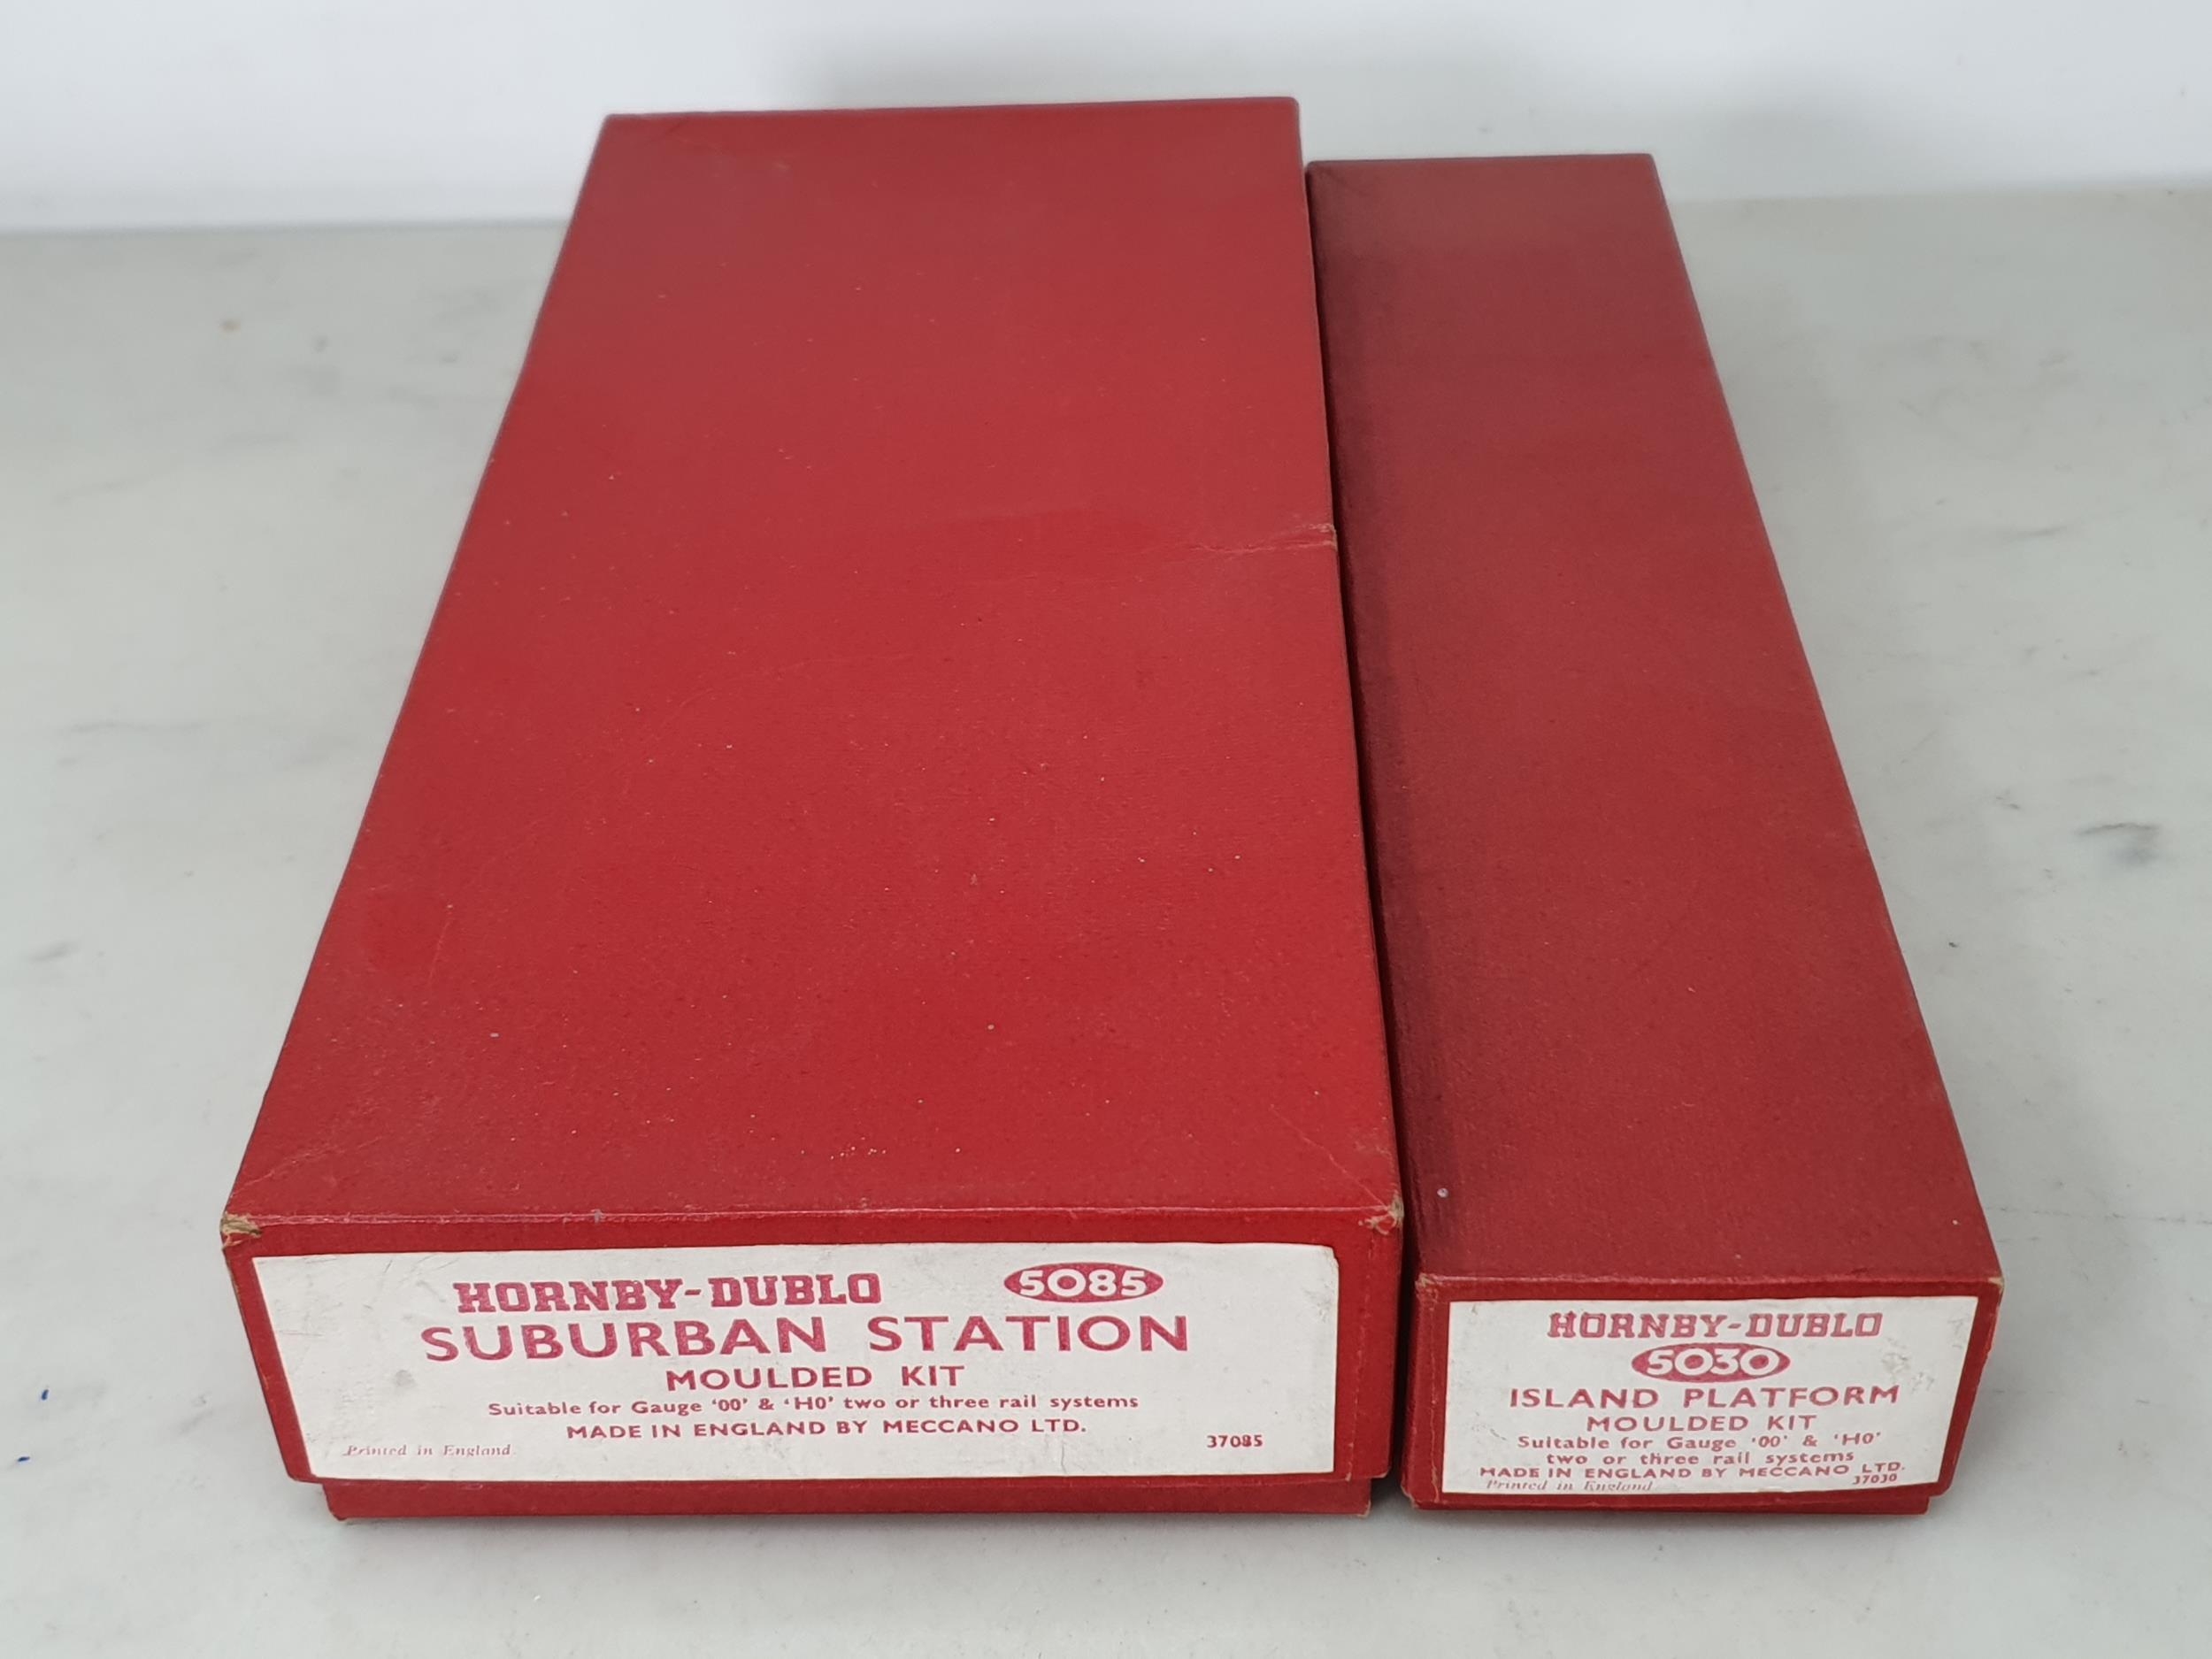 HORNBY-DUBLO 5085
SUBURBAN STATION
MOULDED KIT
Suitable for Gauge '00' & 'H0' two or three rail systems
MADE IN ENGLAND BY MECCANO LTD.
Printed in England. 37085
HORNBY-DUBLO
5030
ISLAND PLATFORM
MOULDED KIT
Suitable for Gauge '00' & 'H0'
two or three rail systems
MADE IN ENGLAND BY MECCANO LTD.
Printed in England 37030